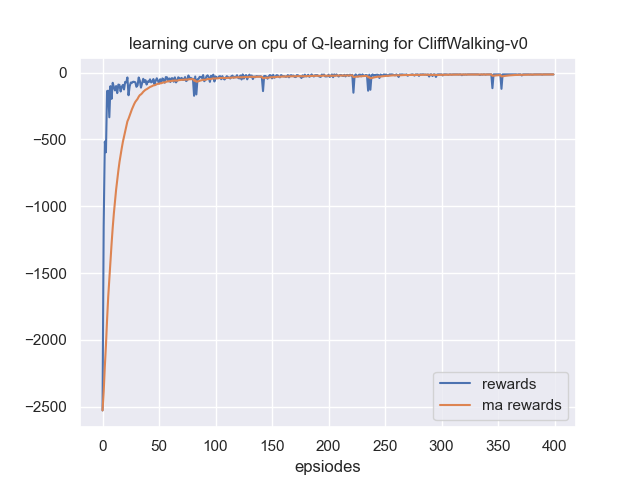 learning curve on cpu of Q-learning for CliffWalking-v0
0
−500
−1000
−1500
−2000
−2500
0 50 100 150 200 250 300 350 400
epsiodes
rewards
ma rewards